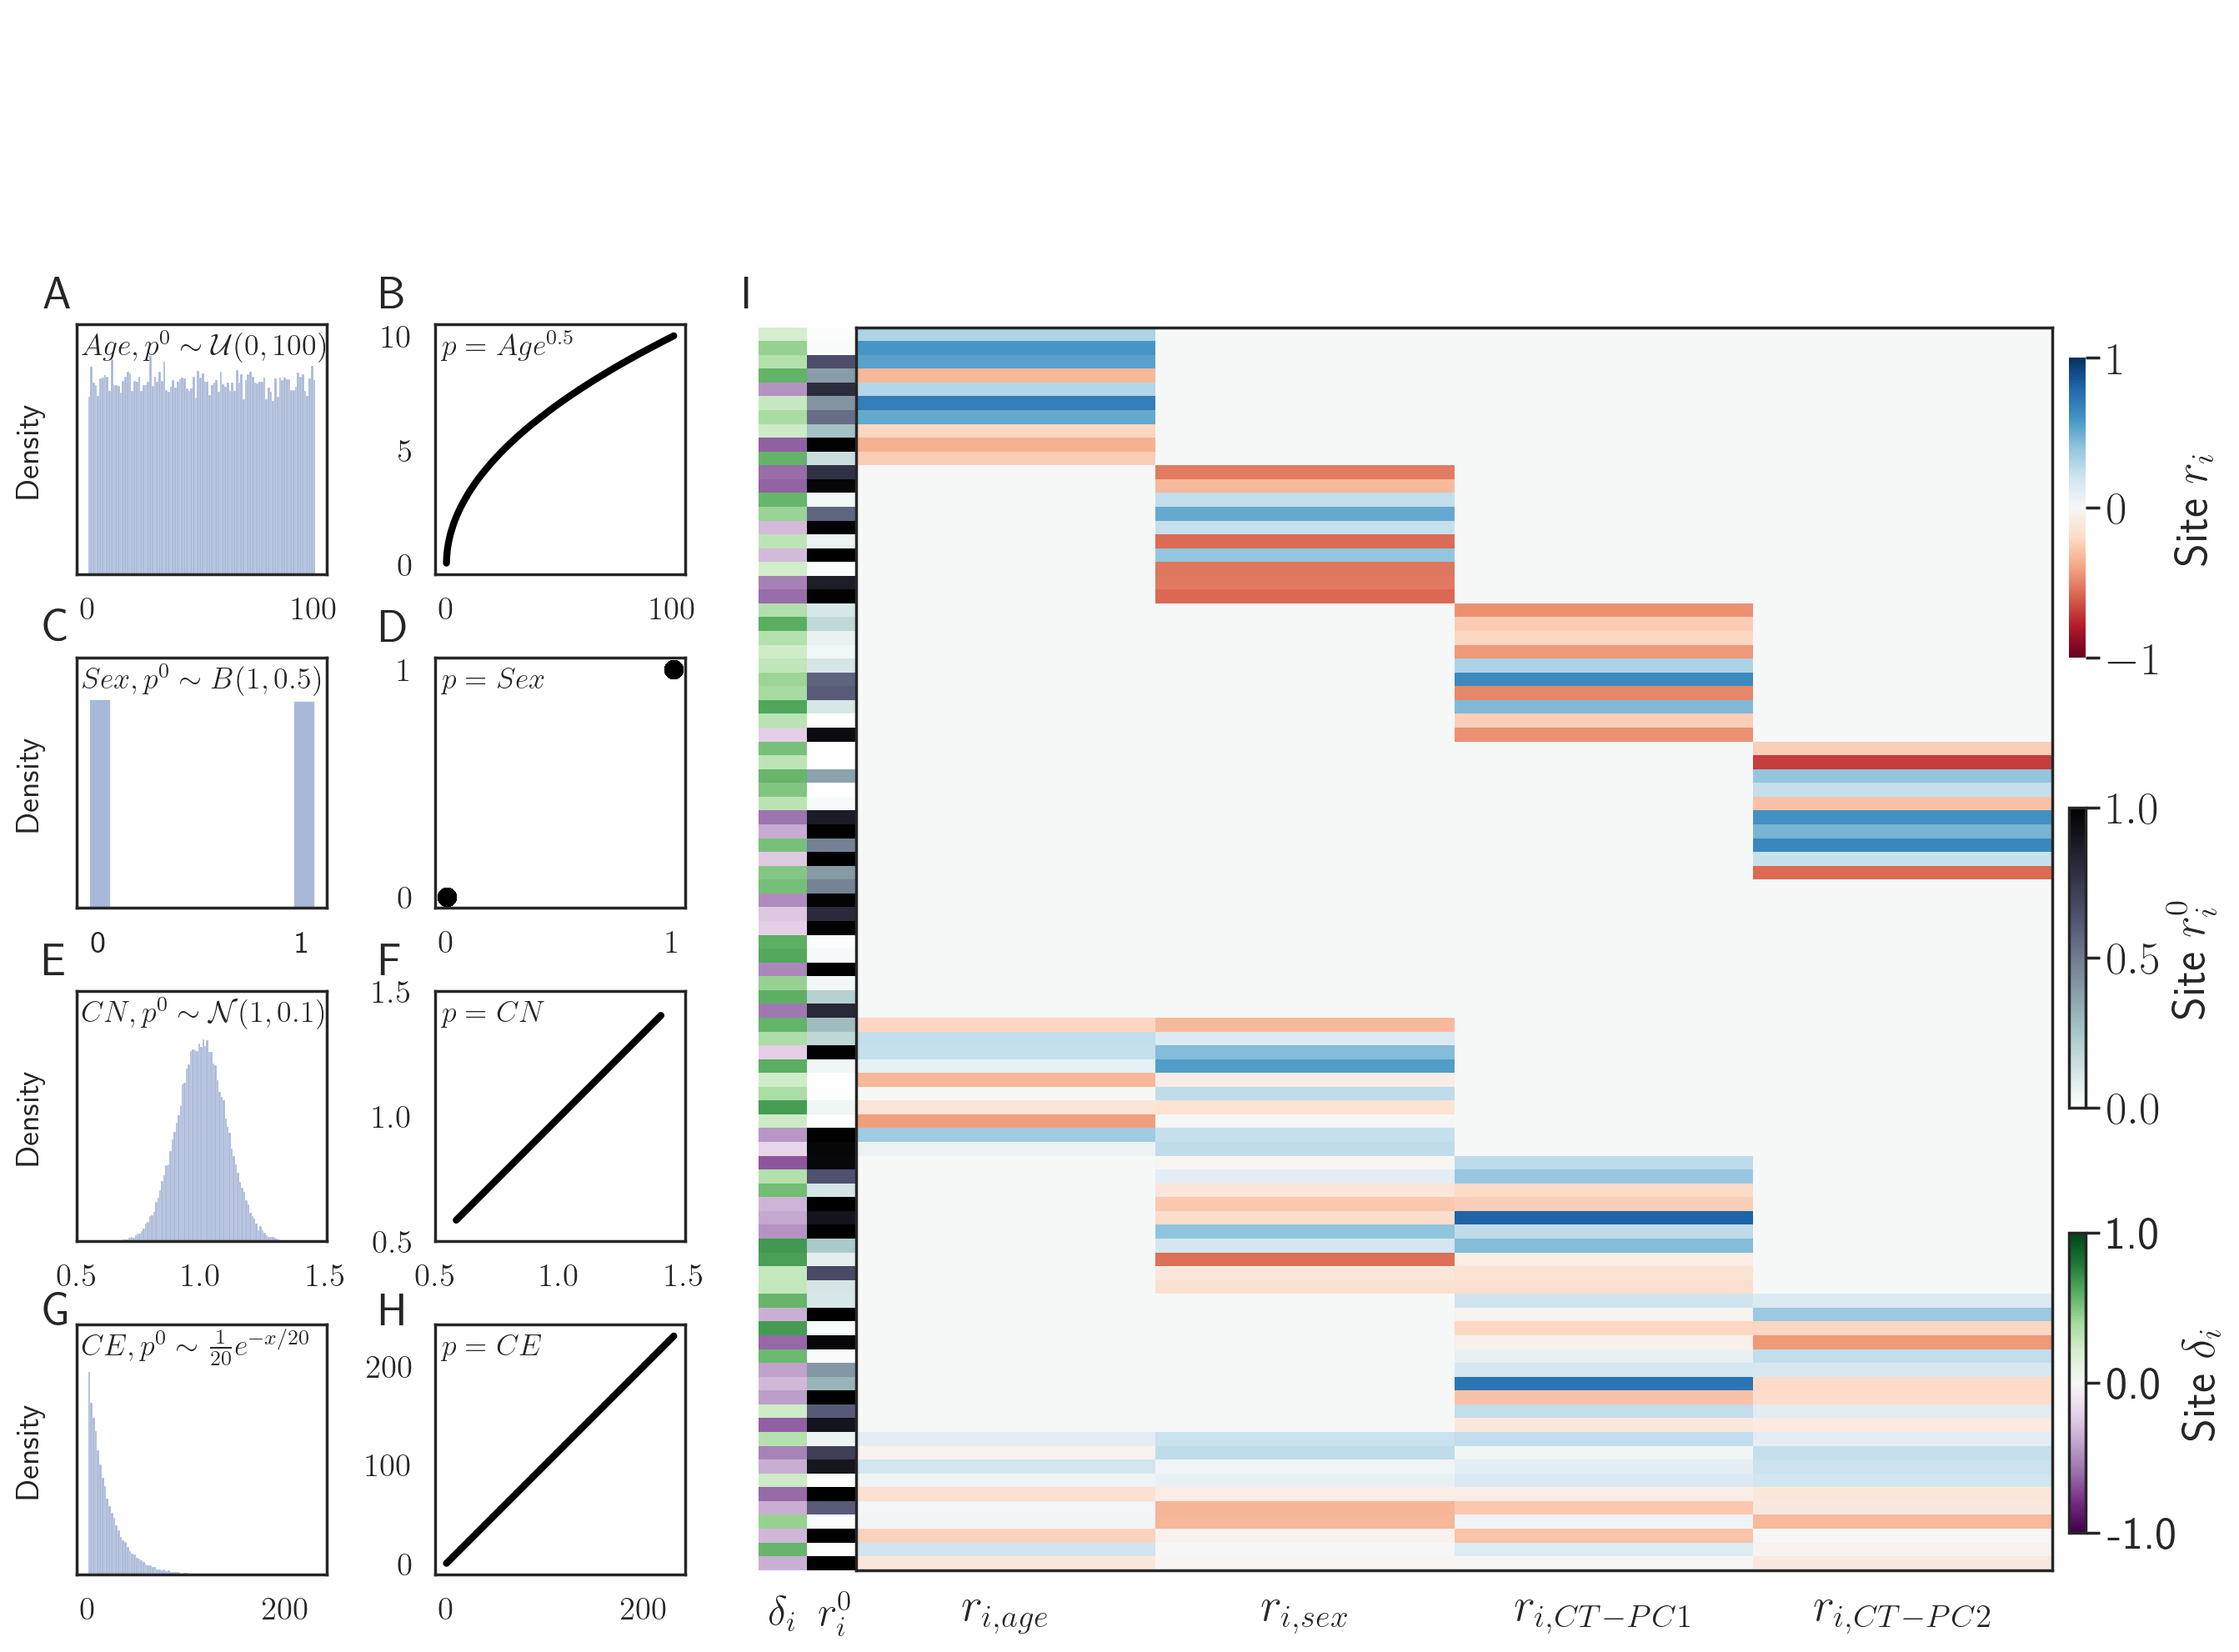 A
Age, p⁰ ∼ 𝒰(0, 100)
Density
0 100
B
p = Age⁰·⁵
10
5
0
0 100
C
Sex, p⁰ ∼ B(1, 0.5)
Density
0 1
D
p = Sex
1
0
0 1
E
CN, p⁰ ∼ 𝒩(1, 0.1)
Density
0.5 1.0 1.5
F
p = CN
1.5
1.0
0.5
0.5 1.0 1.5
G
CE, p⁰ ∼ 1/20 e^{−x/20}
Density
0 200
H
p = CE
200
100
0
0 200
I
δᵢ r_i^0 r_{i,age} r_{i,sex} r_{i,CT−PC1} r_{i,CT−PC2}
1
0
−1
Site r_i
1.0
0.5
0.0
Site r_i^0
1.0
0.0
-1.0
Site δᵢ